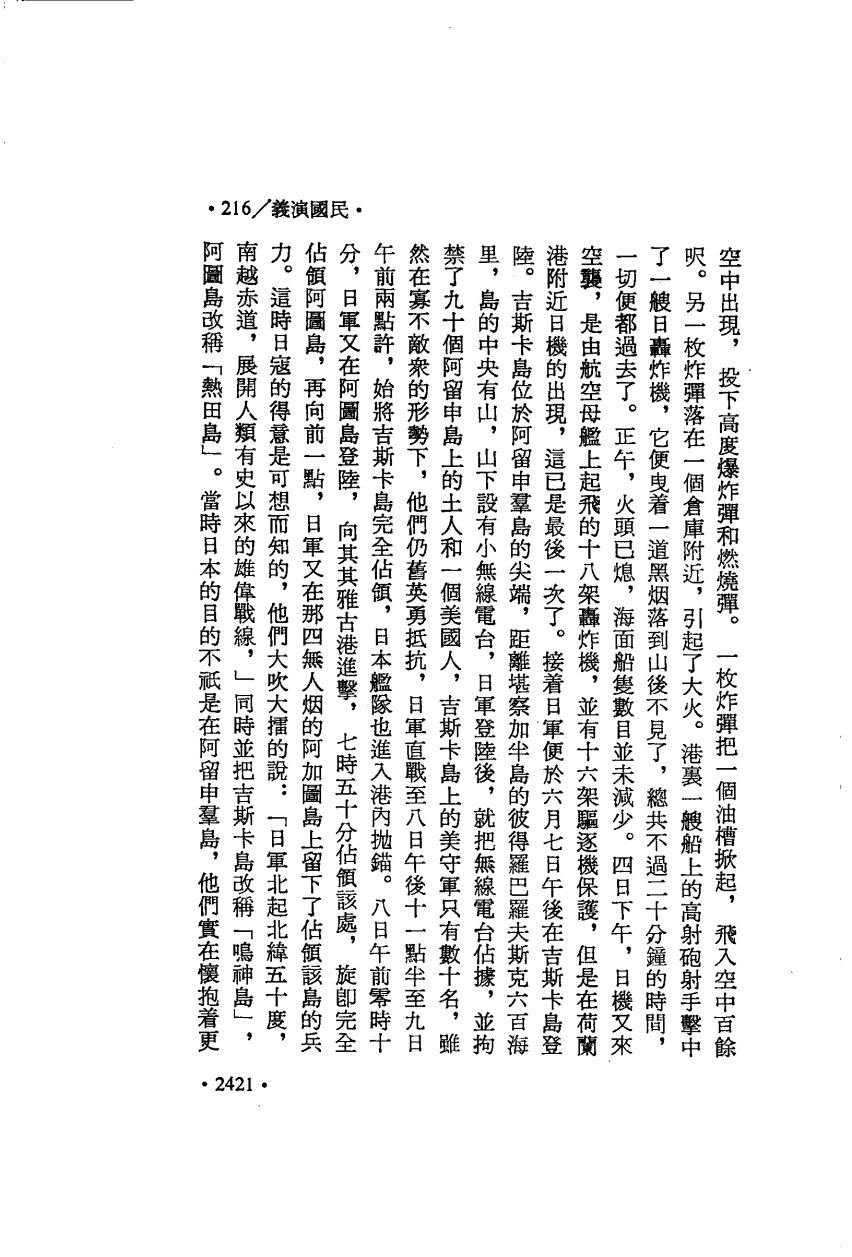 •216/義演國民•
空中出現，投下高度爆炸彈和燃燒彈。一枚炸彈把一個油槽掀起，飛入空中百餘
呎。另一枚炸彈落在一個倉庫附近，引起了大火。港裏一艘船上的高射砲射手擊中
了一艘日轟炸機，它便曳着一道黑烟落到山後不見了，總共不過二十分鐘的時間，
一切便都過去了。正午，火頭已熄，海面船隻數目並未減少。四日下午，日機又來
空襲，是由航空母艦上起飛的十八架轟炸機，並有十六架驅逐機保護，但是在荷蘭
港附近日機的出現，這已是最後一次了。接着日軍便於六月七日午後在吉斯卡島登
陸。吉斯卡島位於阿留申羣島的尖端，距離堪察加半島的彼得羅巴羅夫斯克六百海
里，島的中央有山，山下設有小無線電台，日軍登陸後，就把無線電台佔據，並拘
禁了九十個阿留申島上的土人和一個美國人，吉斯卡島上的美守軍只有數十名，雖
然在寡不敵衆的形勢下，他們仍舊英勇抵抗，日軍直戰至八日午後十一點半至九日
午前兩點許，始將吉斯卡島完全佔領，日本艦隊也進入港內拋錨。八日午前零時十
分，日軍又在阿圖島登陸，向其其雅古港進擊，七時五十分佔領該處，旋卽完全
佔領阿圖島，再向前一點，日軍又在那四無人烟的阿加圖島上留下了佔領該島的兵
力。這時日寇的得意是可想而知的，他們大吹大擂的說：「日軍北起北緯五十度，
南越赤道，展開人類有史以來的雄偉戰線，」同時並把吉斯卡島改稱「鳴神島」，
阿圖島改稱「熱田島」。當時日本的目的不祇是在阿留申羣島，他們實在懷抱着更
•2421•